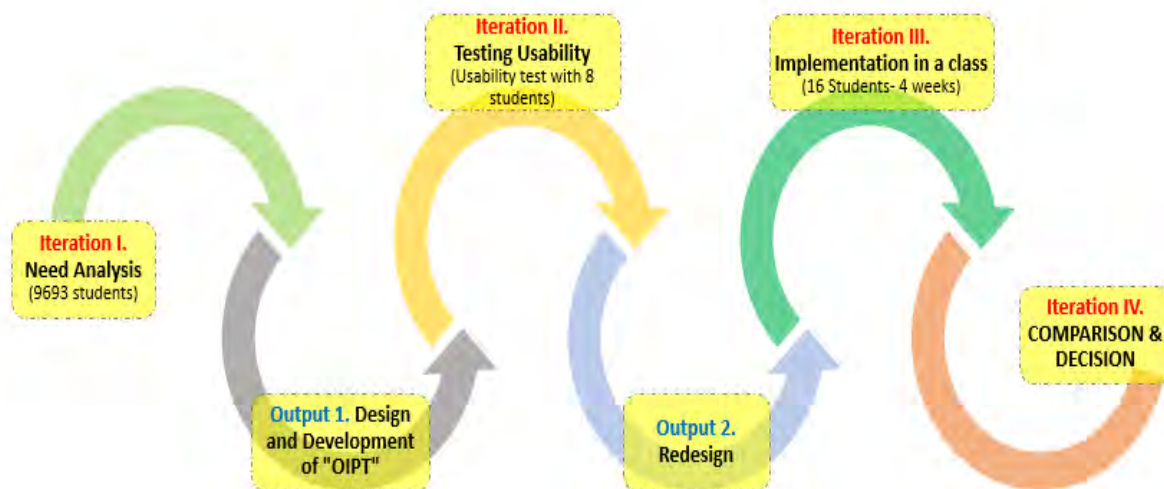 Iteration I.
Need Analysis
(9693 students)
Output 1. Design
and Development
of "OIPT"
Iteration II.
Testing Usability
(Usability test with 8
students)
Output 2.
Redesign
Iteration III.
Implementation in a class
(16 Students- 4 weeks)
Iteration IV.
COMPARISON &
DECISION